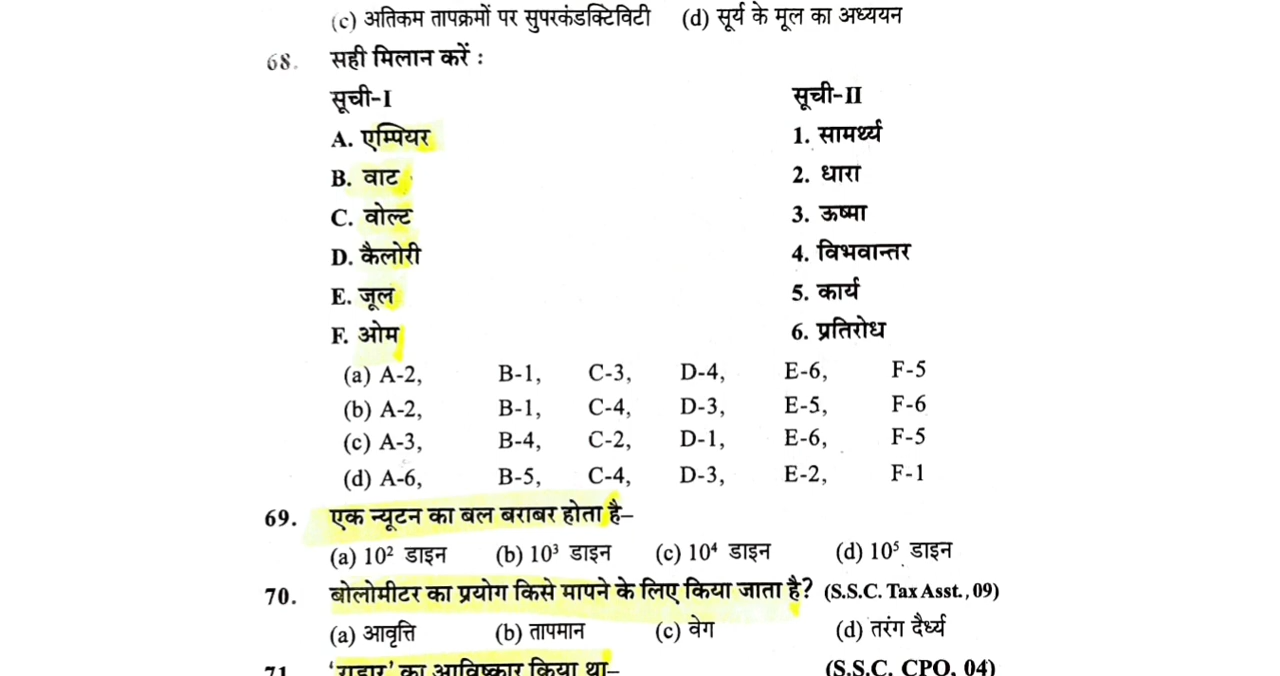 (c) अतिकम तापक्रमों पर सुपरकंडक्टिविटी (d) सूर्य के मूल का अध्ययन
68. सही मिलान करें :
सूची-I सूची-II
A. एम्पियर 1. सामर्थ्य
B. वाट 2. धारा
C. वोल्ट 3. ऊष्मा
D. कैलोरी 4. विभवान्तर
E. जूल 5. कार्य
F. ओम 6. प्रतिरोध
(a) A-2, B-1, C-3, D-4, E-6, F-5
(b) A-2, B-1, C-4, D-3, E-5, F-6
(c) A-3, B-4, C-2, D-1, E-6, F-5
(d) A-6, B-5, C-4, D-3, E-2, F-1
69. एक न्यूटन का बल बराबर होता है–
(a) 10² डाइन (b) 10³ डाइन (c) 10⁴ डाइन (d) 10⁵ डाइन
70. बोलोमीटर का प्रयोग किसे मापने के लिए किया जाता है? (S.S.C. Tax Asst., 09)
(a) आवृत्ति (b) तापमान (c) वेग (d) तरंग दैर्ध्य
71. 'राडार' का आविष्कार किया था– (S.S.C. CPO, 04)